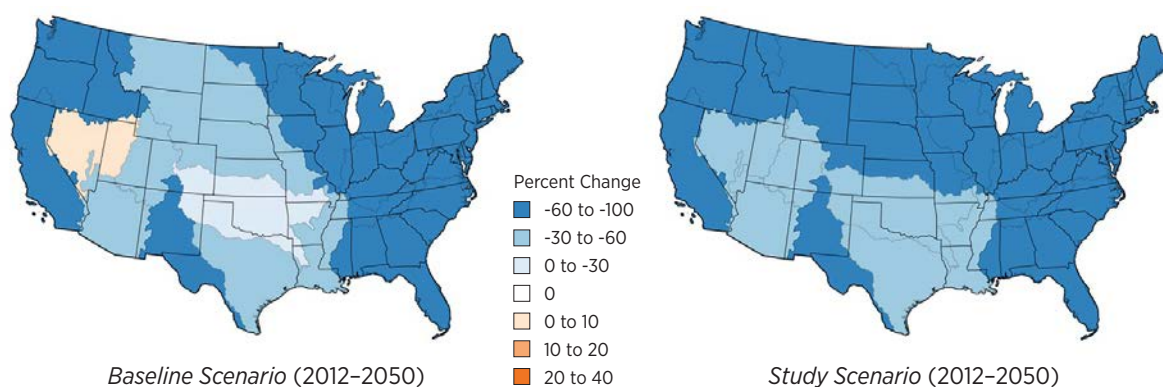 Percent Change
-60 to -100
-30 to -60
0 to -30
0
0 to 10
10 to 20
20 to 40
Baseline Scenario (2012–2050)
Study Scenario (2012–2050)